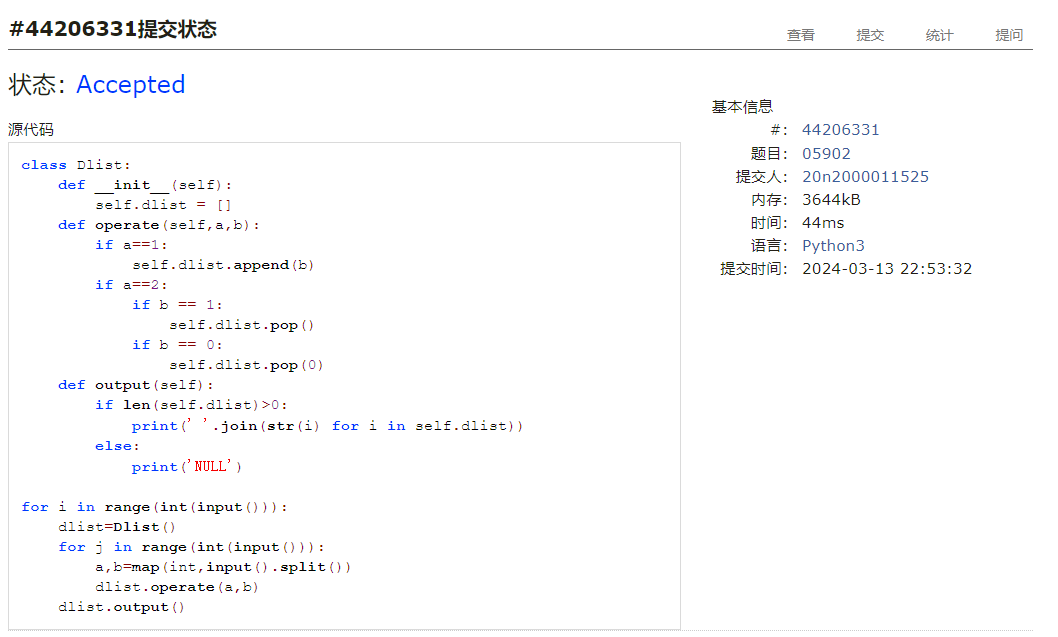 #44206331提交状态
查看 提交 统计 提问
状态: Accepted
源代码
class Dlist:
    def __init__(self):
        self.dlist = []
    def operate(self,a,b):
        if a==1:
            self.dlist.append(b)
        if a==2:
            if b == 1:
                self.dlist.pop()
            if b == 0:
                self.dlist.pop(0)
    def output(self):
        if len(self.dlist)>0:
            print(' '.join(str(i) for i in self.dlist))
        else:
            print('NULL')
for i in range(int(input())):
    dlist=Dlist()
    for j in range(int(input())):
        a,b=map(int,input().split())
        dlist.operate(a,b)
    dlist.output()
基本信息
#: 44206331
题目: 05902
提交人: 20n2000011525
内存: 3644kB
时间: 44ms
语言: Python3
提交时间: 2024-03-13 22:53:32